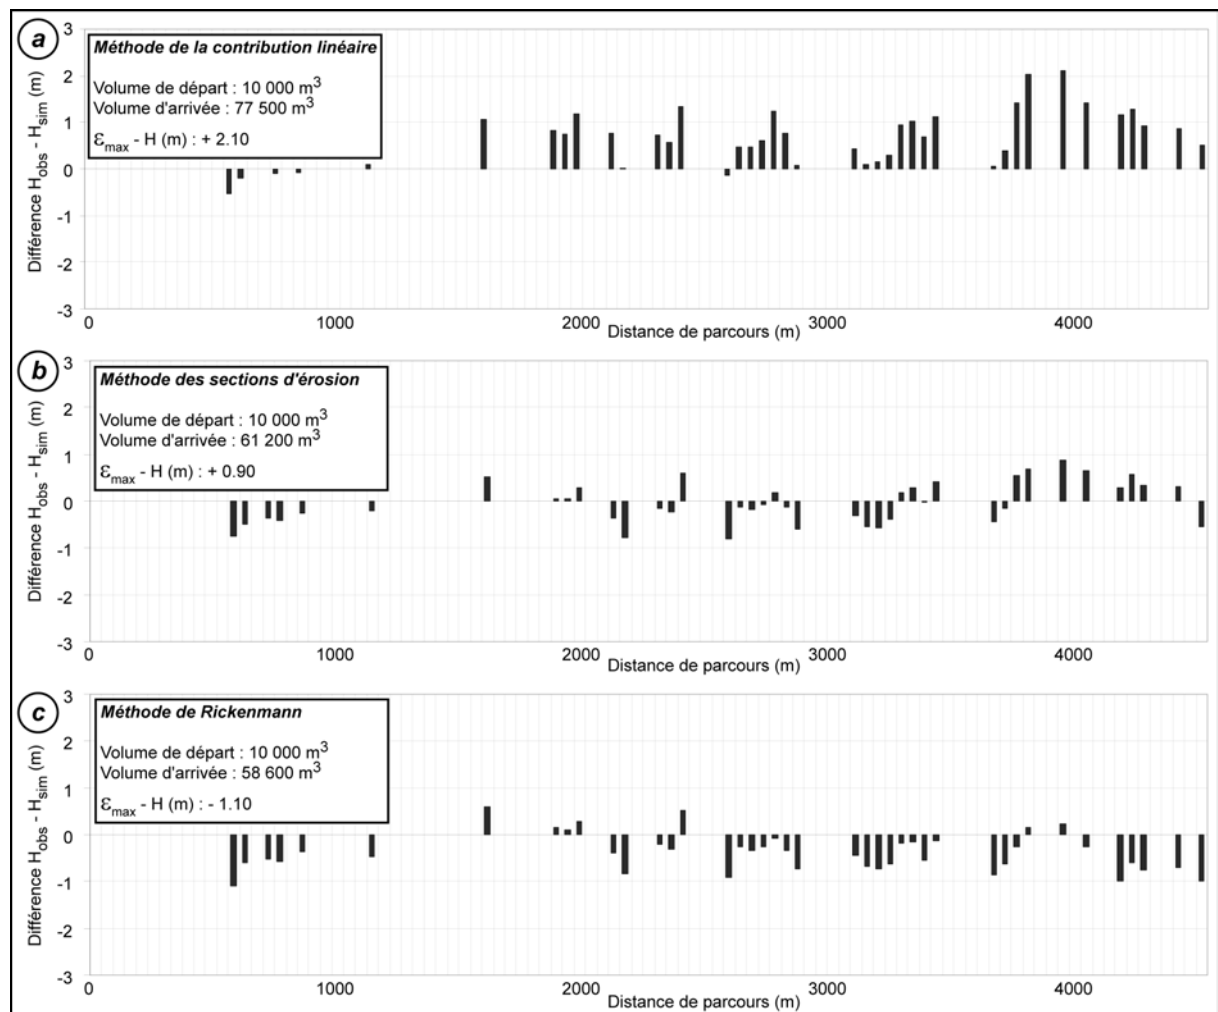 a
Méthode de la contribution linéaire
Volume de départ : 10 000 m³
Volume d'arrivée : 77 500 m³
εmax - H (m) : + 2.10
Différence Hobs - Hsim (m)
3
2
1
0
-1
-2
-3
0 1000 2000 3000 4000
Distance de parcours (m)
b
Méthode des sections d'érosion
Volume de départ : 10 000 m³
Volume d'arrivée : 61 200 m³
εmax - H (m) : + 0.90
Différence Hobs - Hsim (m)
3
2
1
0
-1
-2
-3
0 1000 2000 3000 4000
Distance de parcours (m)
c
Méthode de Rickenmann
Volume de départ : 10 000 m³
Volume d'arrivée : 58 600 m³
εmax - H (m) : - 1.10
Différence Hobs - Hsim (m)
3
2
1
0
-1
-2
-3
0 1000 2000 3000 4000
Distance de parcours (m)